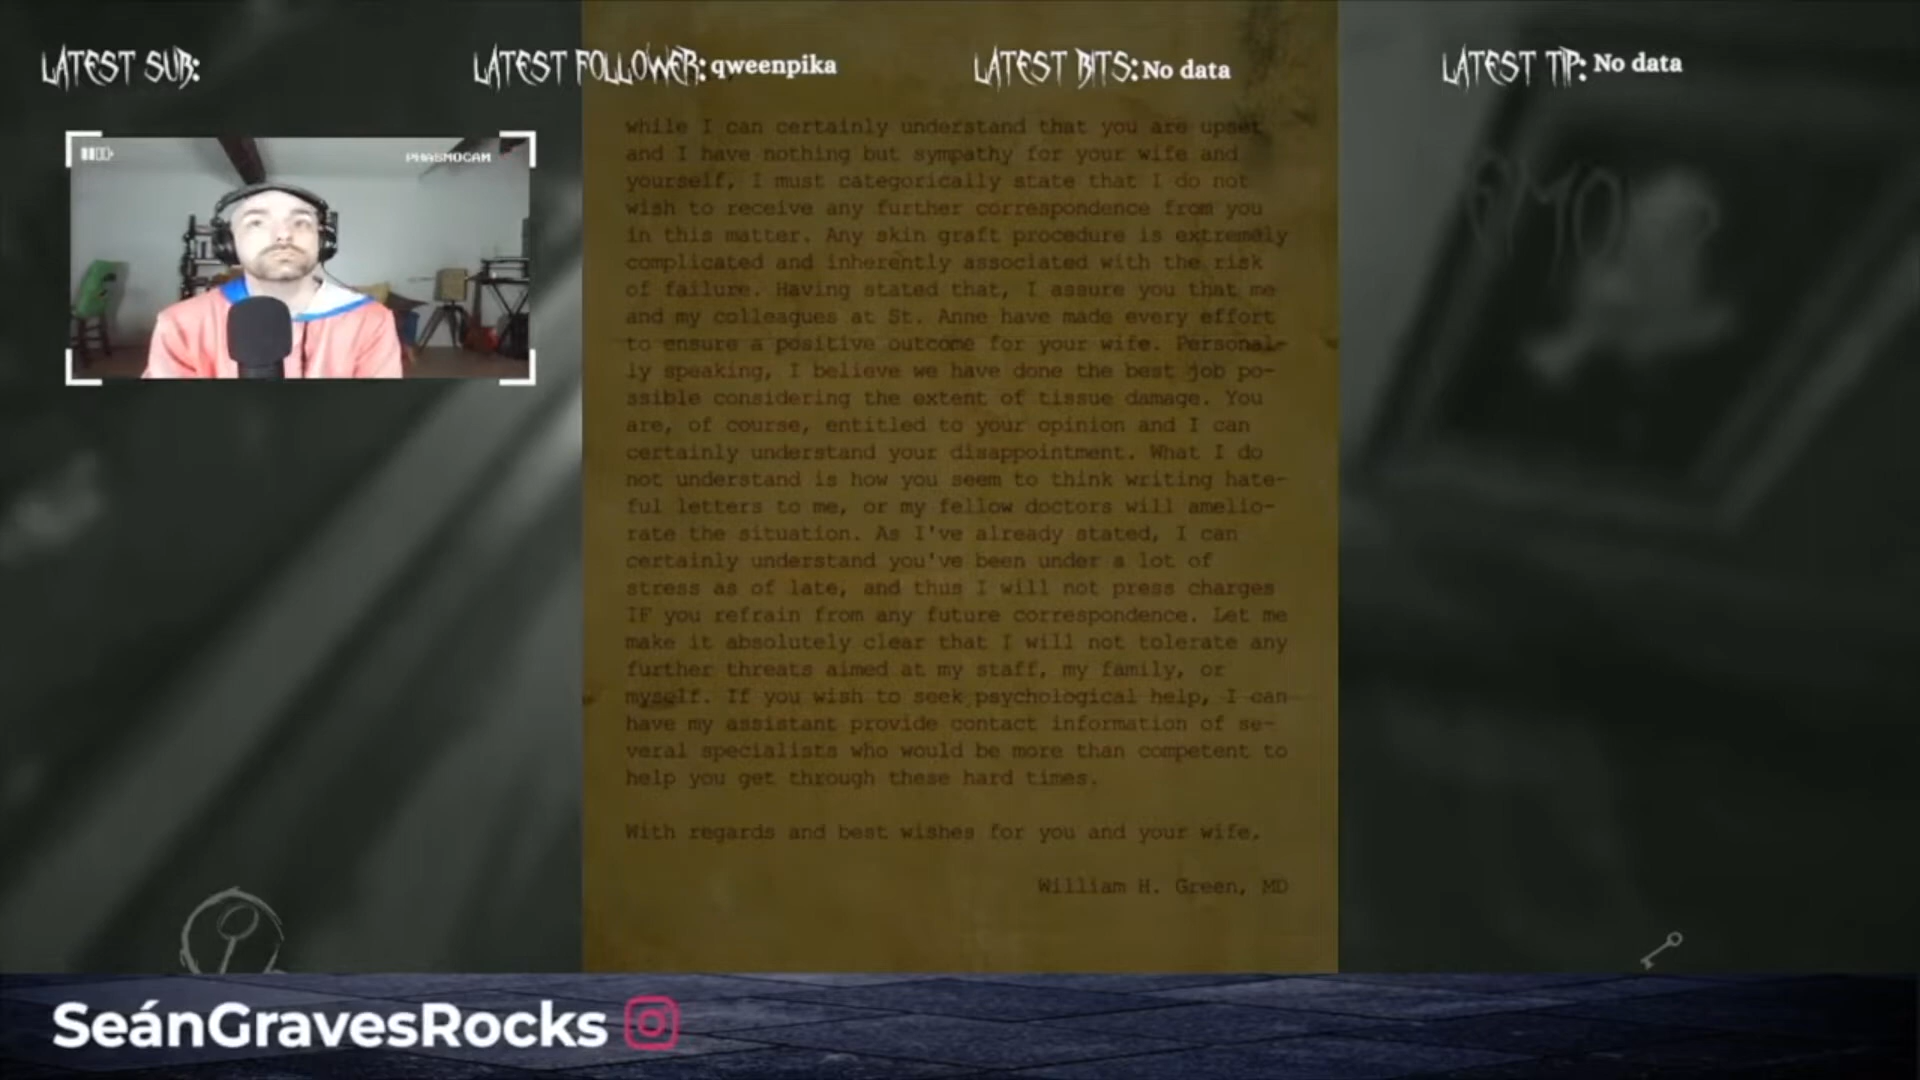 LATEST SUB:
LATEST FOLLOWER: qweenpika
LATEST BITS: No data
LATEST TIP: No data
PHASMOCAM
while I can certainly understand that you are upset
and I have nothing but sympathy for your wife and
yourself, I must categorically state that I do not
wish to receive any further correspondence from you
in this matter. Any skin graft procedure is extremely
complicated and inherently associated with the risk
of failure. Having stated that, I assure you that me
and my colleagues at St. Anne have made every effort
to ensure a positive outcome for your wife. Personal-
ly speaking, I believe we have done the best job po-
ssible considering the extent of tissue damage. You
are, of course, entitled to your opinion and I can
certainly understand your disappointment. What I do
not understand is how you seem to think writing hate-
ful letters to me, or my fellow doctors will amelio-
rate the situation. As I've already stated, I can
certainly understand you've been under a lot of
stress as of late, and thus I will not press charges
IF you refrain from any future correspondence. Let me
make it absolutely clear that I will not tolerate any
further threats aimed at my staff, my family, or
myself. If you wish to seek psychological help, I can
have my assistant provide contact information of se-
veral specialists who would be more than competent to
help you get through these hard times.
With regards and best wishes for you and your wife,
William H. Green, MD
SeánGravesRocks